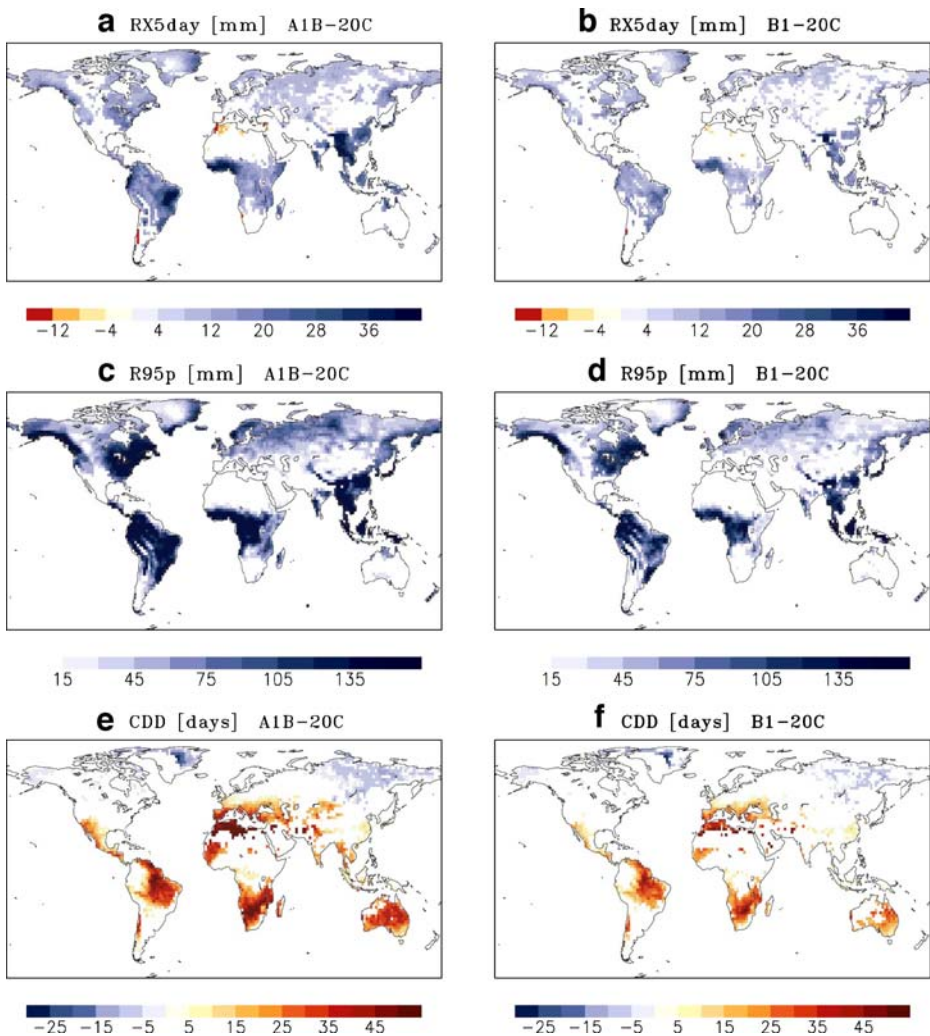 a RX5day [mm] A1B−20C
b RX5day [mm] B1−20C
−12 −4 4 12 20 28 36
−12 −4 4 12 20 28 36
c R95p [mm] A1B−20C
d R95p [mm] B1−20C
15 45 75 105 135
15 45 75 105 135
e CDD [days] A1B−20C
f CDD [days] B1−20C
−25 −15 −5 5 15 25 35 45
−25 −15 −5 5 15 25 35 45